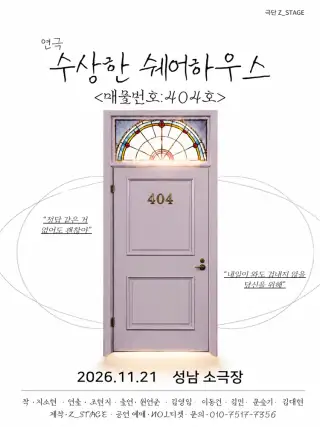 극단 Z_STAGE
연극
수상한 쉐어하우스
<매물번호:404호>
404
"정답 같은 거
없어도 괜찮아"
"내일이 와도 겁내지 않을
당신을 위해"
2026.11.21 성남 소극장
작·지소연 연출·조현지 출연·원현준 김영임 이동건 김민 문슬기 김대현
제작·Z_STAGE 공연 예매·NOL티켓 문의·010-7517-7356